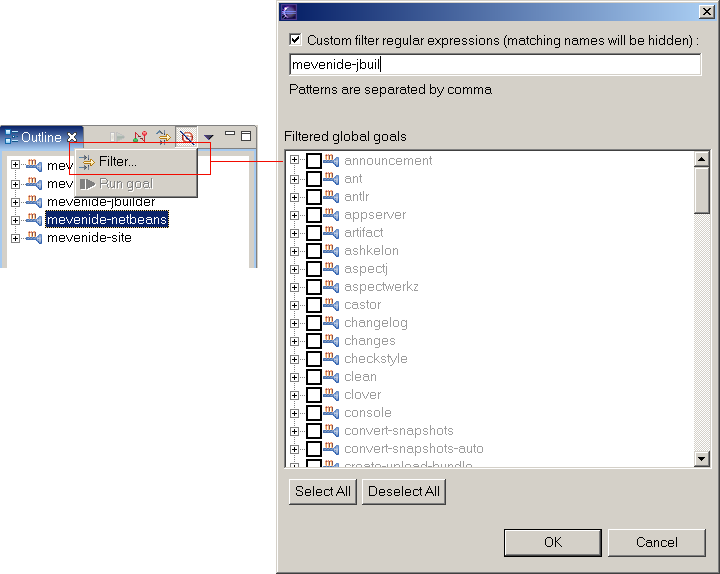 Outline
mev
Filter...
mev
Run goal
mevenide-jbuilder
mevenide-netbeans
mevenide-site
Custom filter regular expressions (matching names will be hidden) :
mevenide-jbuil
Patterns are separated by comma
Filtered global goals
announcement
ant
antlr
appserver
artifact
ashkelon
aspectj
aspectwerkz
castor
changelog
changes
checkstyle
clean
clover
console
convert-snapshots
convert-snapshots-auto
create-upload-bundle
Select All
Deselect All
OK
Cancel